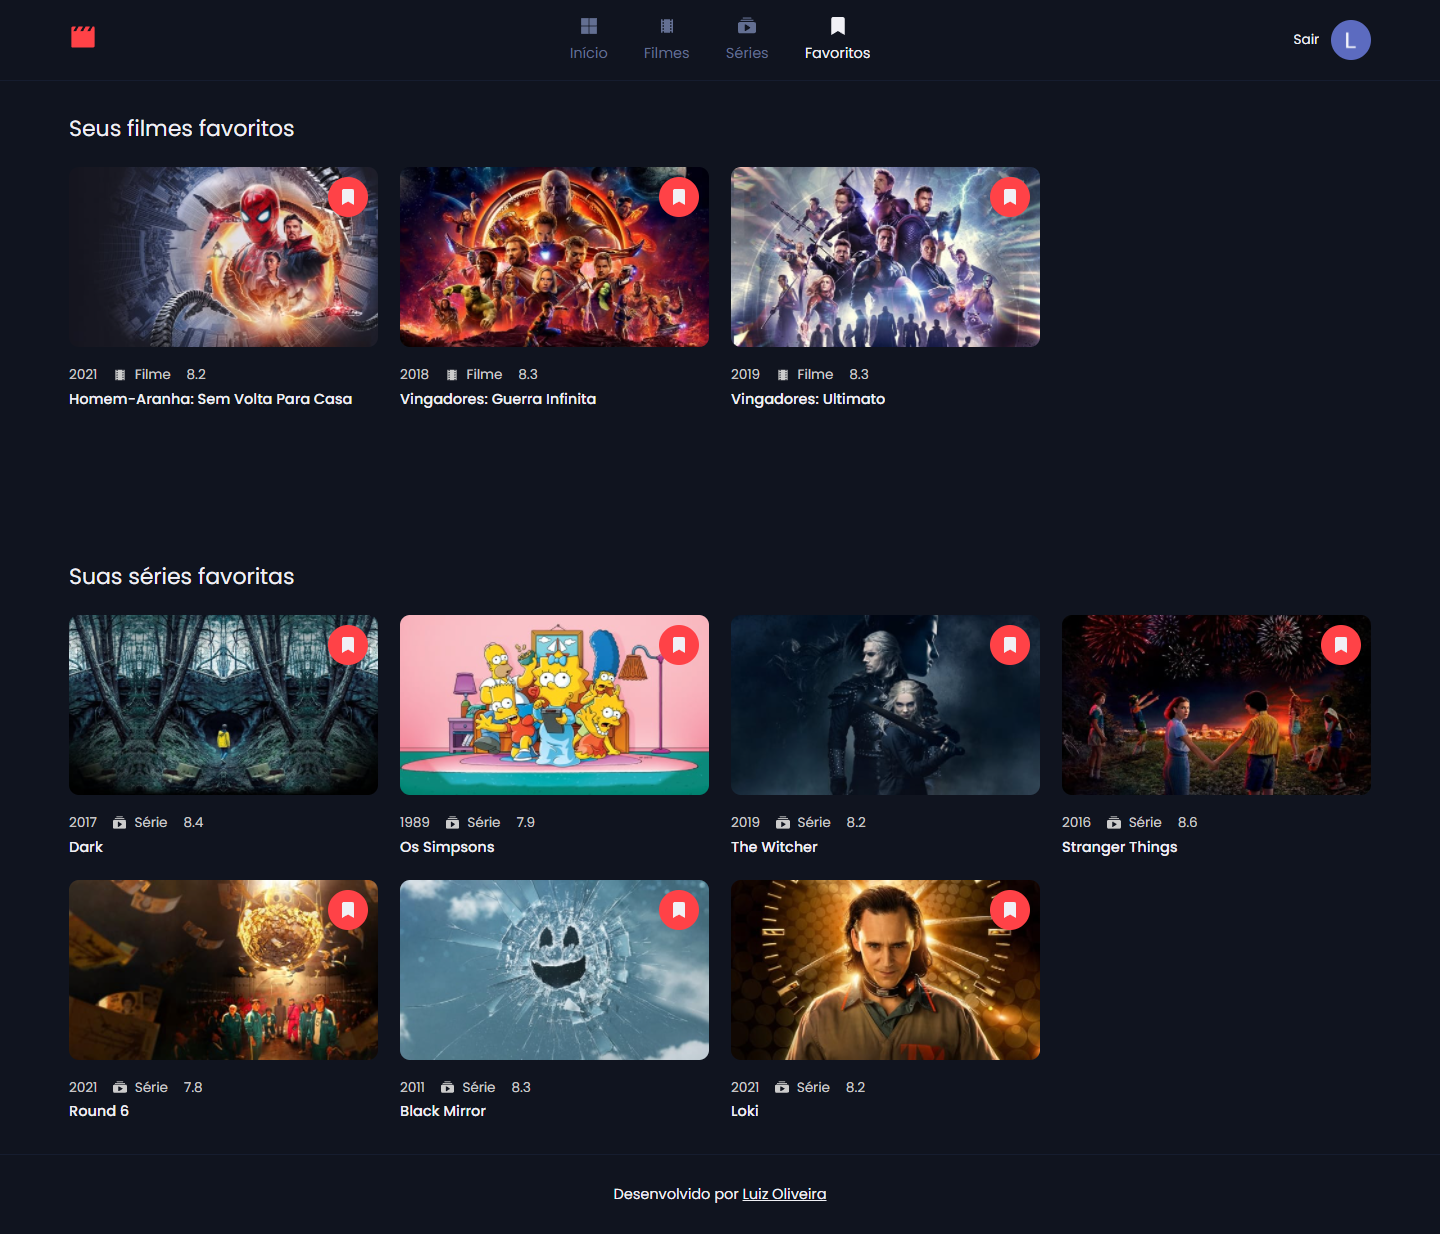 Início
Filmes
Séries
Favoritos
Sair
L
Seus filmes favoritos
2021 Filme 8.2
Homem-Aranha: Sem Volta Para Casa
2018 Filme 8.3
Vingadores: Guerra Infinita
2019 Filme 8.3
Vingadores: Ultimato
Suas séries favoritas
2017 Série 8.4
Dark
1989 Série 7.9
Os Simpsons
2019 Série 8.2
The Witcher
2016 Série 8.6
Stranger Things
2021 Série 7.8
Round 6
2011 Série 8.3
Black Mirror
2021 Série 8.2
Loki
Desenvolvido por Luiz Oliveira